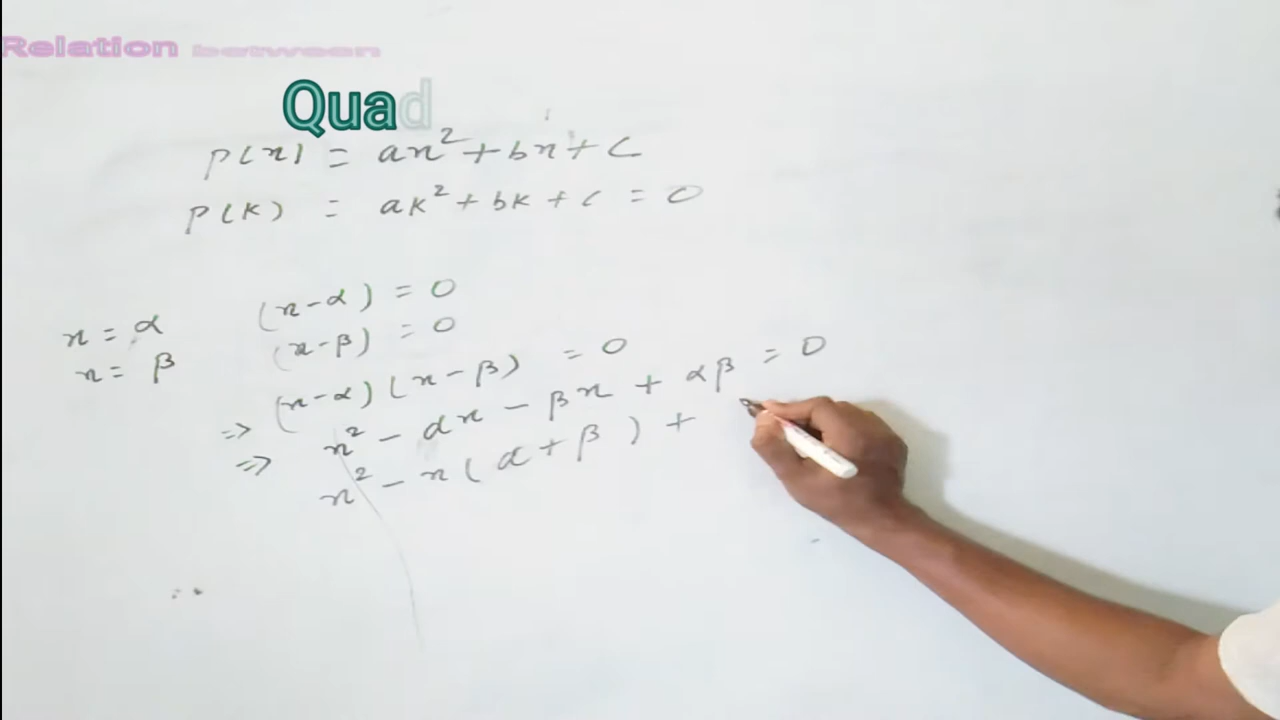 Relation between
Quad
P(x) = ax² + bx + c
P(k) = ak² + bk + c = 0
(x-α) = 0
x = α
(x-β) = 0
x = β
(x-α)(x-β) = 0
=> x² - αx - βx + αβ = 0
=> x² - x(α+β) +